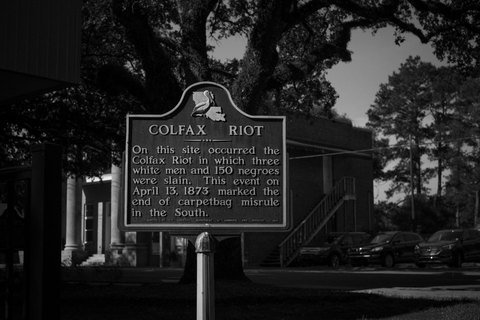 COLFAX RIOT
On this site occurred the
Colfax Riot in which three
white men and 150 negroes
were slain. This event on
April 13, 1873 marked the
end of carpetbag misrule
in the South.